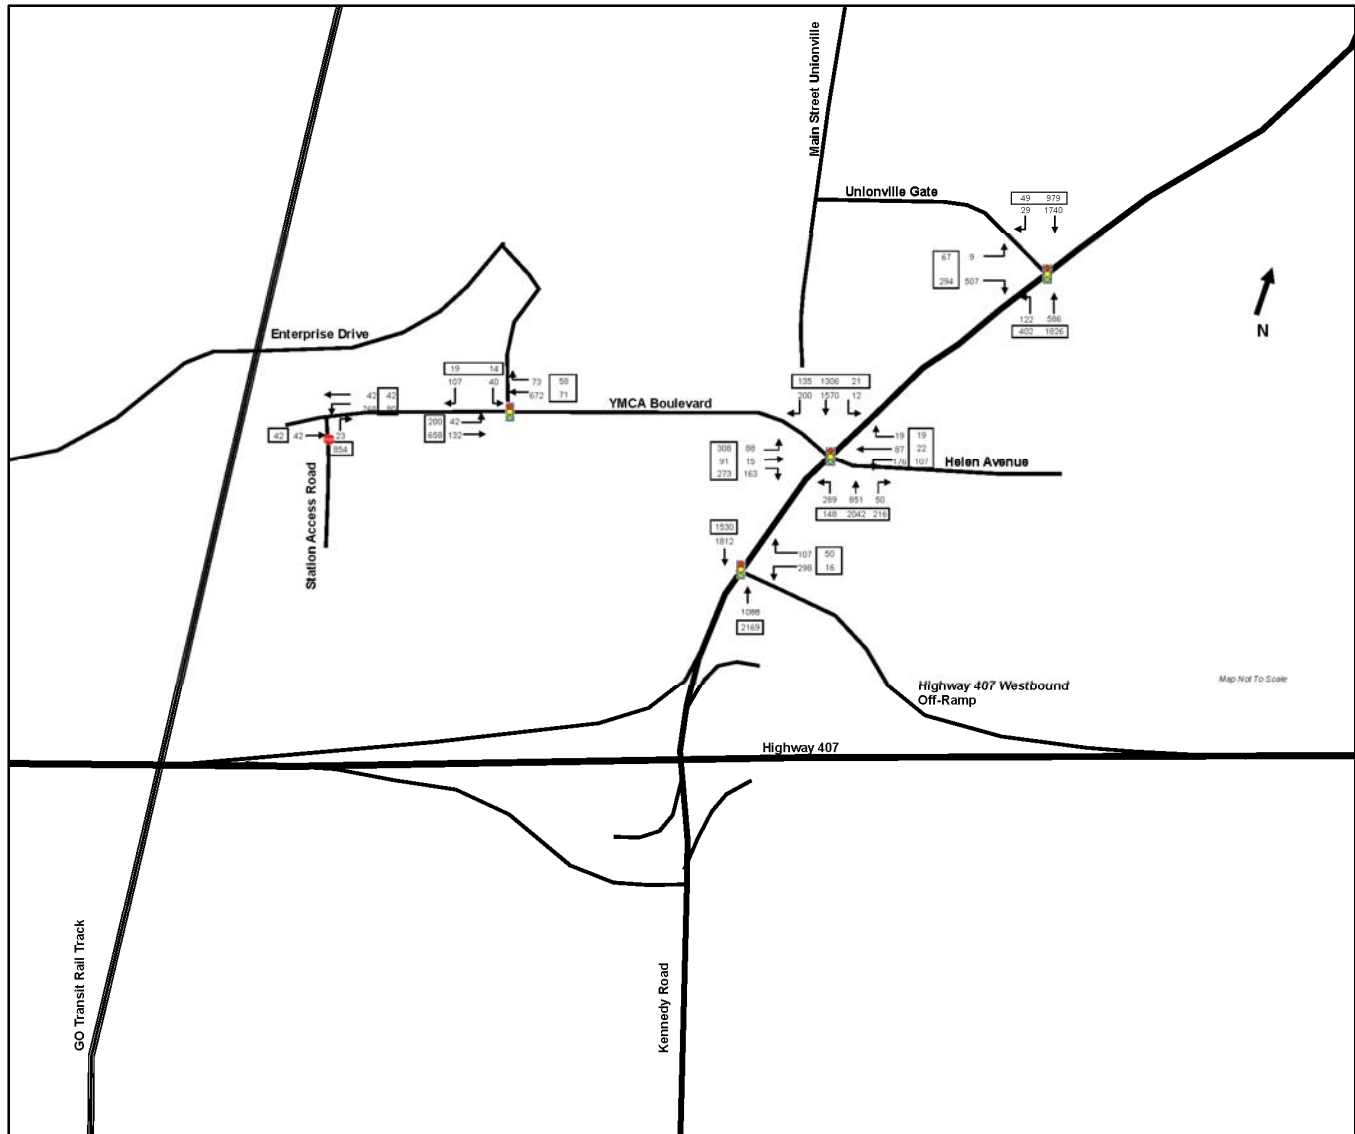 Main Street Unionville
Unionville Gate
49 979
29 1740
67 9
294 507
122 586
402 1826
N
Enterprise Drive
19 14
107 40
73 58
672 71
42 42
YMCA Boulevard
200 42
658 132
42 42
23
854
Station Access Road
135 1306 21
200 1570 12
308 88
91 15
273 163
19 19
87 22
176 107
Helen Avenue
289 851 50
148 2042 216
1530
1812
107 50
298 16
1088
2169
Highway 407 Westbound
Off-Ramp
Map Not To Scale
Highway 407
GO Transit Rail Track
Kennedy Road